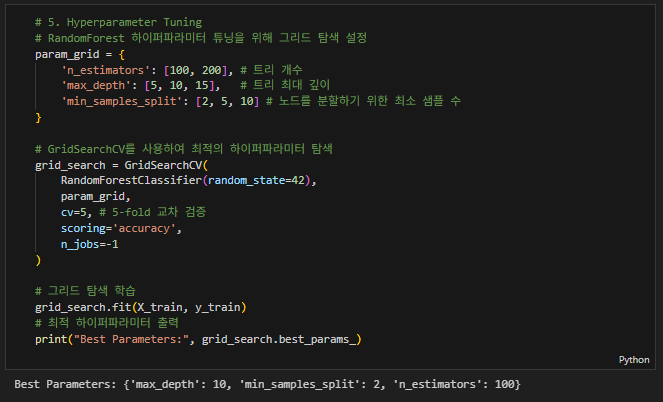 # 5. Hyperparameter Tuning
# RandomForest 하이퍼파라미터 튜닝을 위해 그리드 탐색 설정
param_grid = {
    'n_estimators': [100, 200], # 트리 개수
    'max_depth': [5, 10, 15],   # 트리 최대 깊이
    'min_samples_split': [2, 5, 10] # 노드를 분할하기 위한 최소 샘플 수
}
# GridSearchCV를 사용하여 최적의 하이퍼파라미터 탐색
grid_search = GridSearchCV(
    RandomForestClassifier(random_state=42),
    param_grid,
    cv=5, # 5-fold 교차 검증
    scoring='accuracy',
    n_jobs=-1
)
# 그리드 탐색 학습
grid_search.fit(X_train, y_train)
# 최적 하이퍼파라미터 출력
print("Best Parameters:", grid_search.best_params_)
Python
Best Parameters: {'max_depth': 10, 'min_samples_split': 2, 'n_estimators': 100}